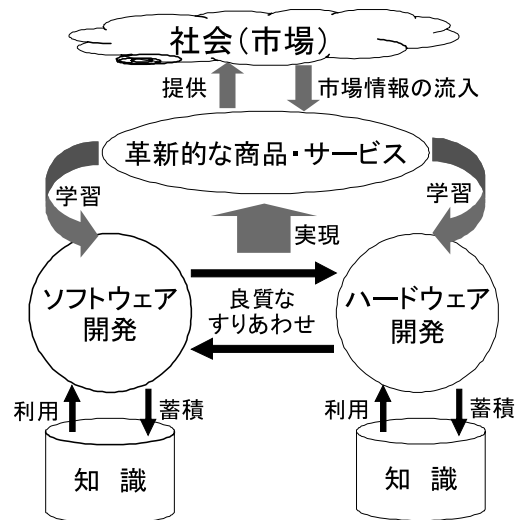 社会(市場)
提供
市場情報の流入
革新的な商品・サービス
学習
学習
実現
ソフトウェア
開発
良質な
すりあわせ
ハードウェア
開発
利用
蓄積
利用
蓄積
知 識
知 識